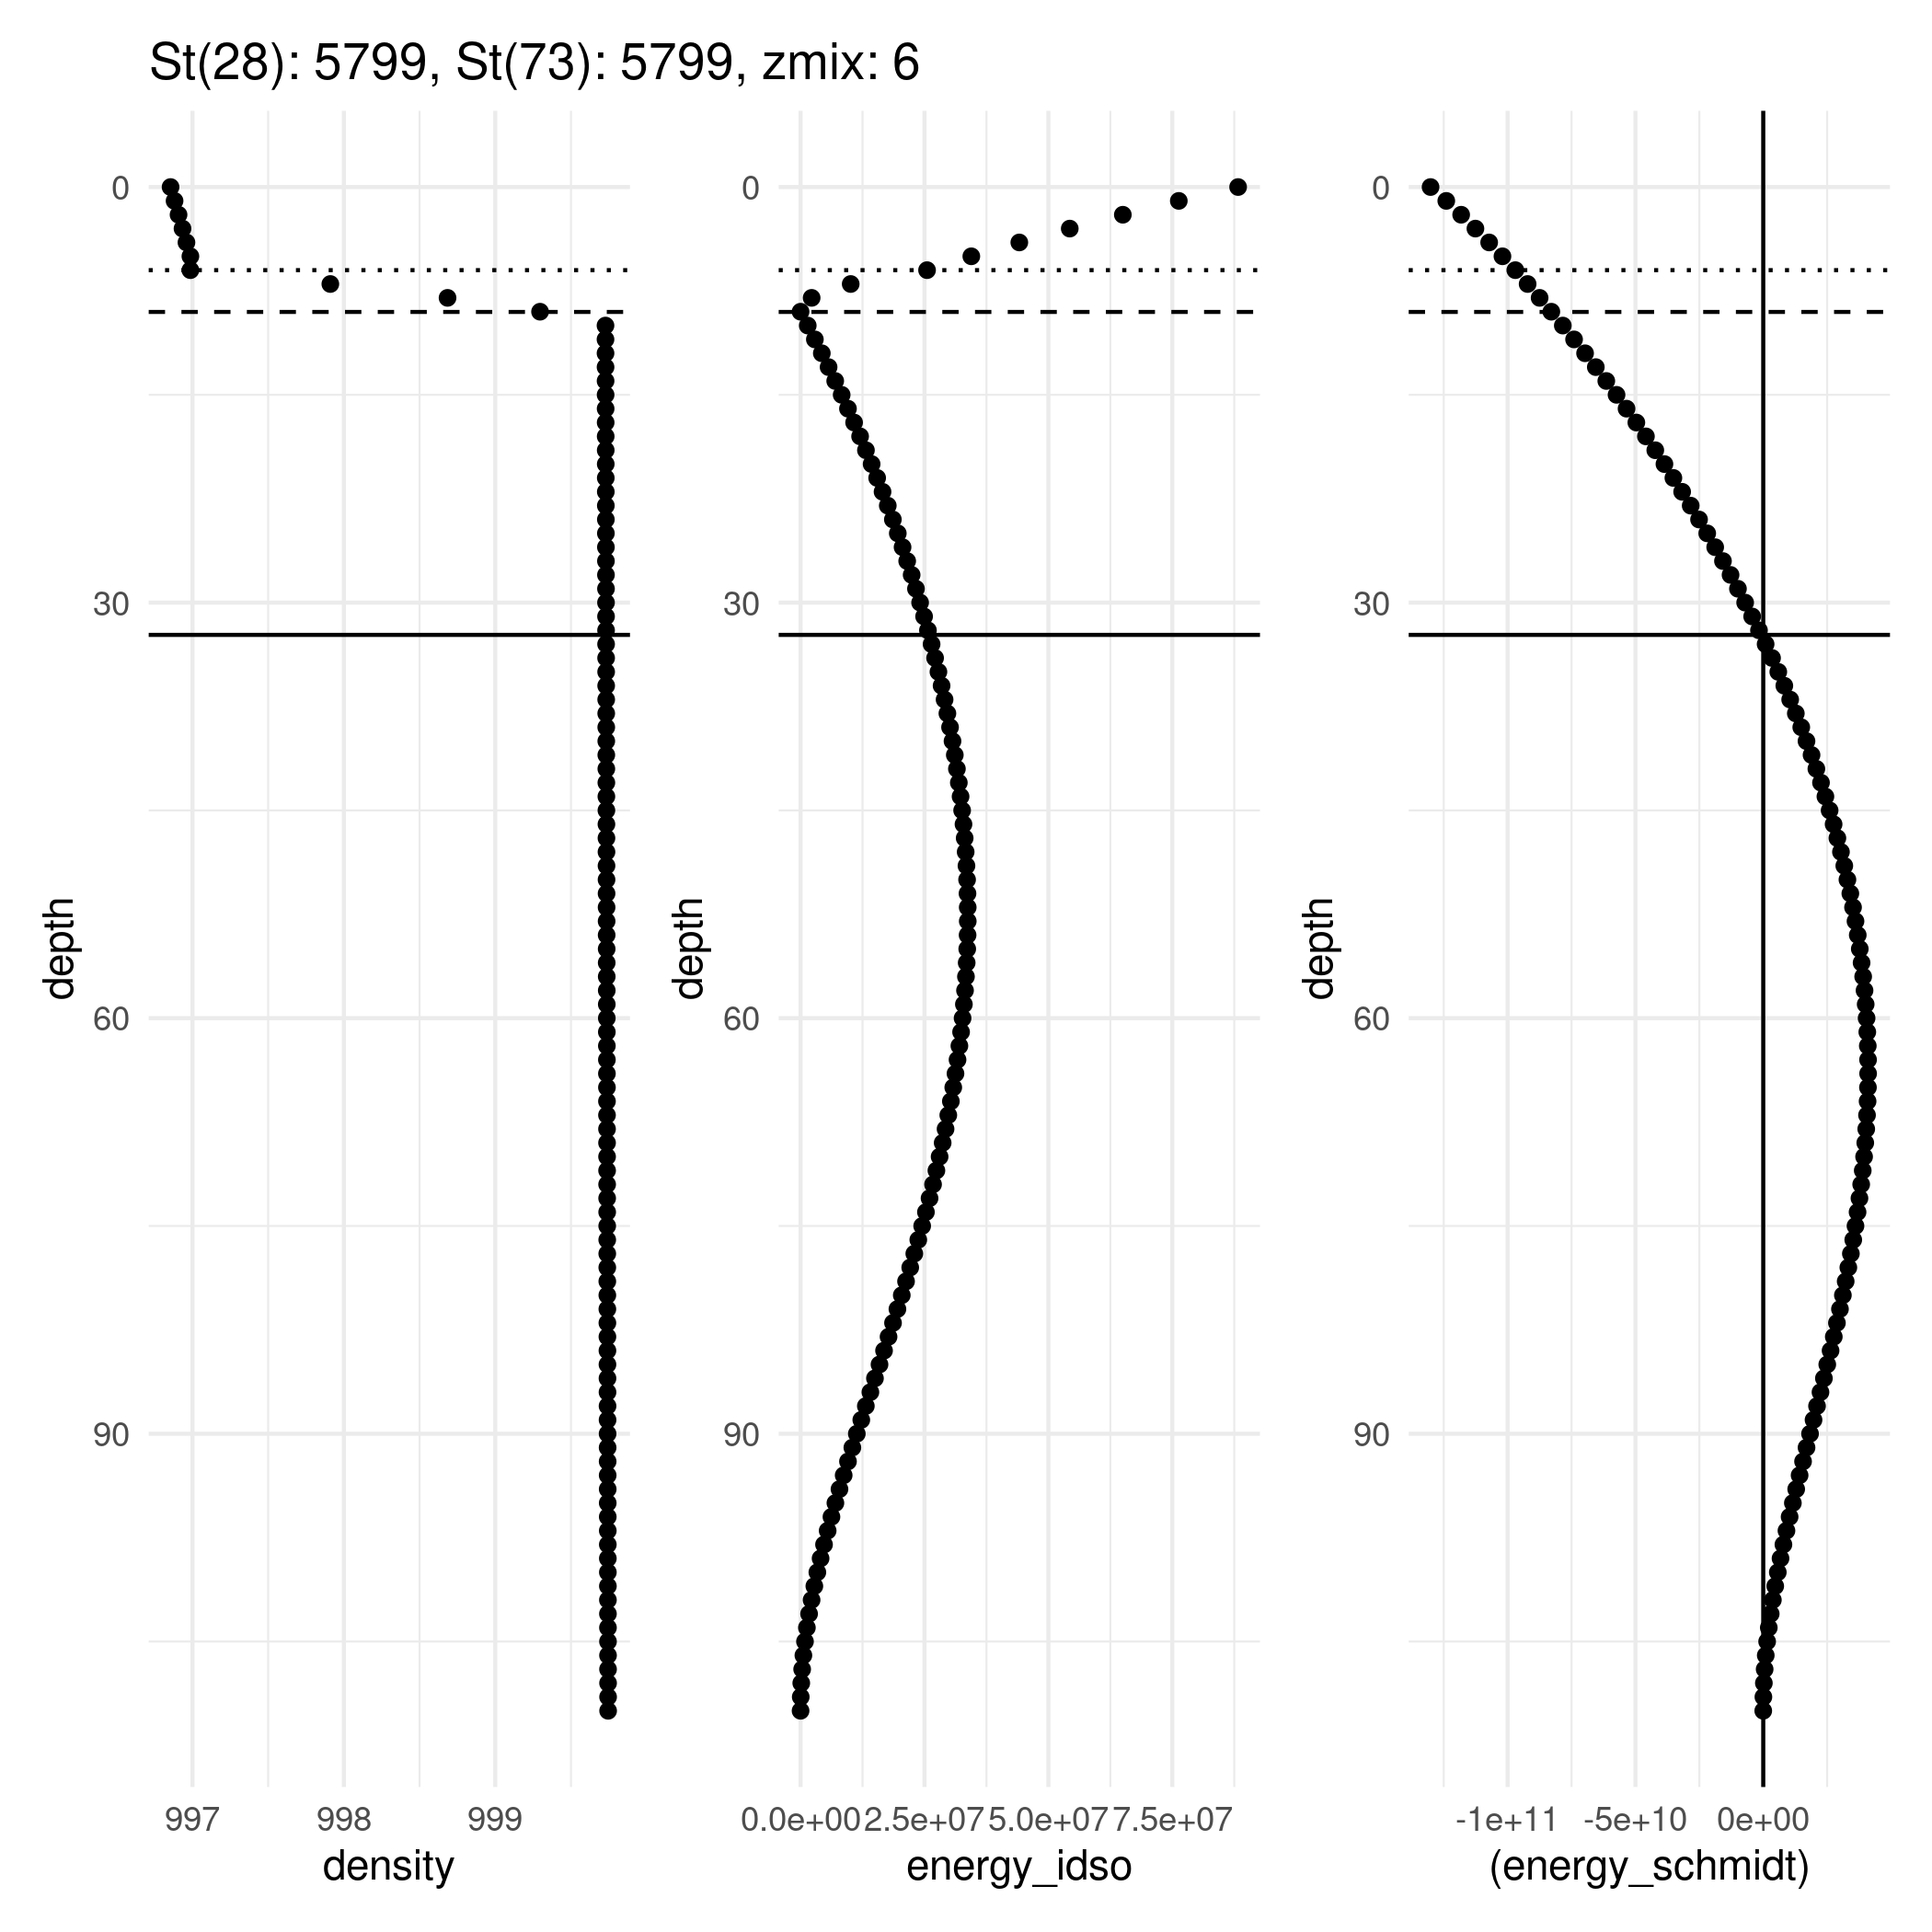 St(28): 5799, St(73): 5799, zmix: 6
depth
0
30
60
90
997 998 999
density
depth
0
30
60
90
0.0e+00 2.5e+07 5.0e+07 7.5e+07
energy_idso
depth
0
30
60
90
-1e+11 -5e+10 0e+00
(energy_schmidt)